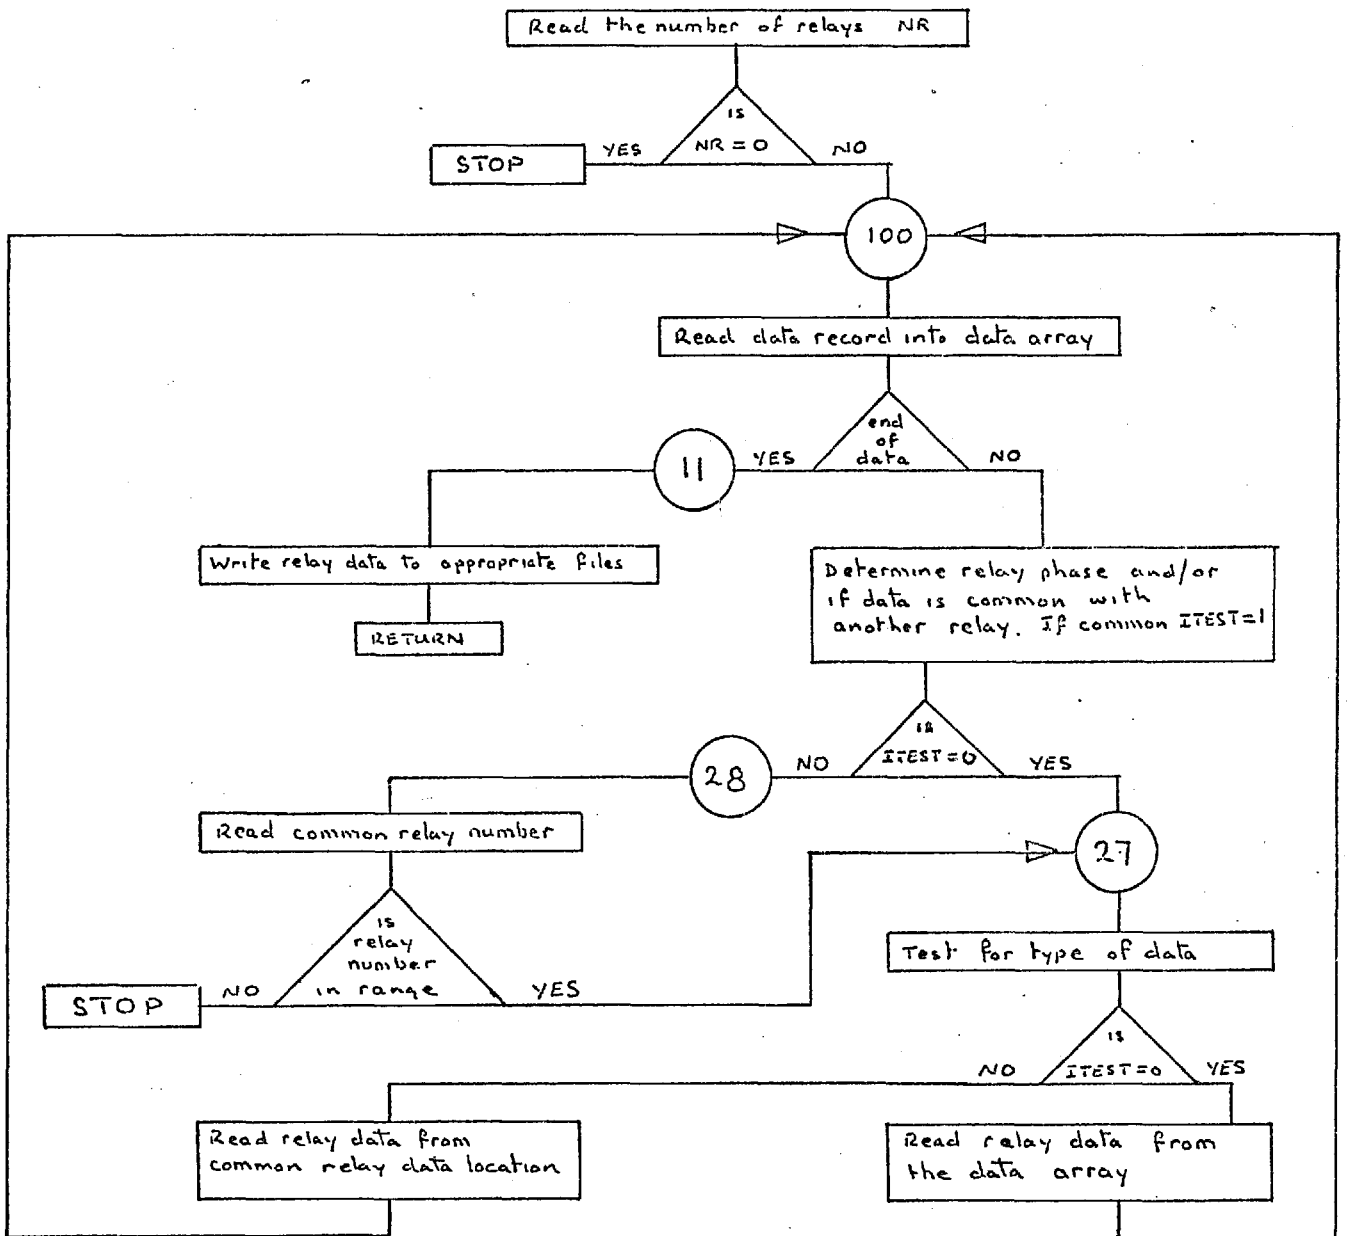 Read the number of relays NR
is
NR = 0
YES
NO
STOP
100
Read data record into data array
end
of
data
YES
NO
11
Write relay data to appropriate files
RETURN
Determine relay phase and/or
if data is common with
another relay. If common ITEST=1
is
ITEST=0
NO
YES
28
Read common relay number
27
is
relay
number
in range
NO
YES
STOP
Test for type of data
is
ITEST=0
NO
YES
Read relay data from
common relay data location
Read relay data from
the data array